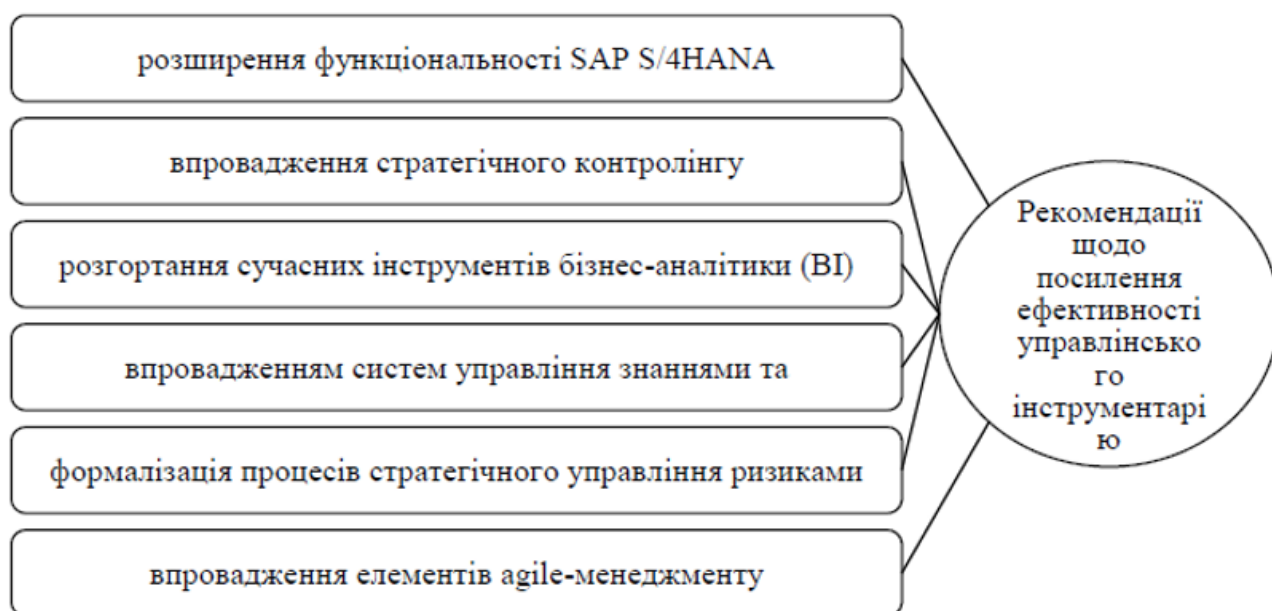 розширення функціональності SAP S/4HANA
впровадження стратегічного контролінгу
розгортання сучасних інструментів бізнес-аналітики (BI)
впровадженням систем управління знаннями та
формалізація процесів стратегічного управління ризиками
впровадження елементів agile-менеджменту
Рекомендації
щодо
посилення
ефективності
управлінсько
го
інструментарі
ю